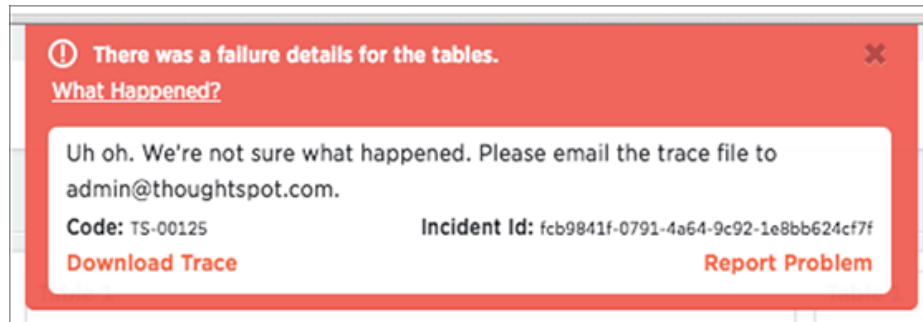 There was a failure details for the tables.
What Happened?
Uh oh. We're not sure what happened. Please email the trace file to
admin@thoughtspot.com.
Code: TS-00125 Incident Id: fcb9841f-0791-4a64-9c92-1e8bb624cf7f
Download Trace Report Problem
Table 1